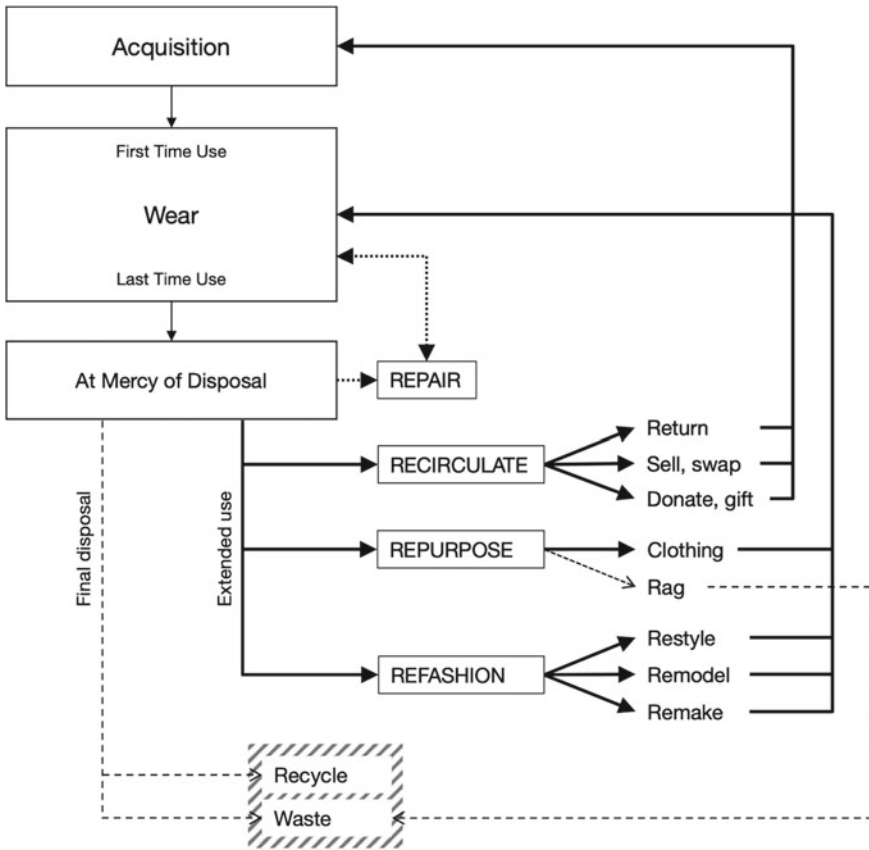 Acquisition
First Time Use
Wear
Last Time Use
At Mercy of Disposal
REPAIR
Return
RECIRCULATE
Sell, swap
Donate, gift
Final disposal
Extended use
REPURPOSE
Clothing
Rag
Restyle
REFASHION
Remodel
Remake
Recycle
Waste